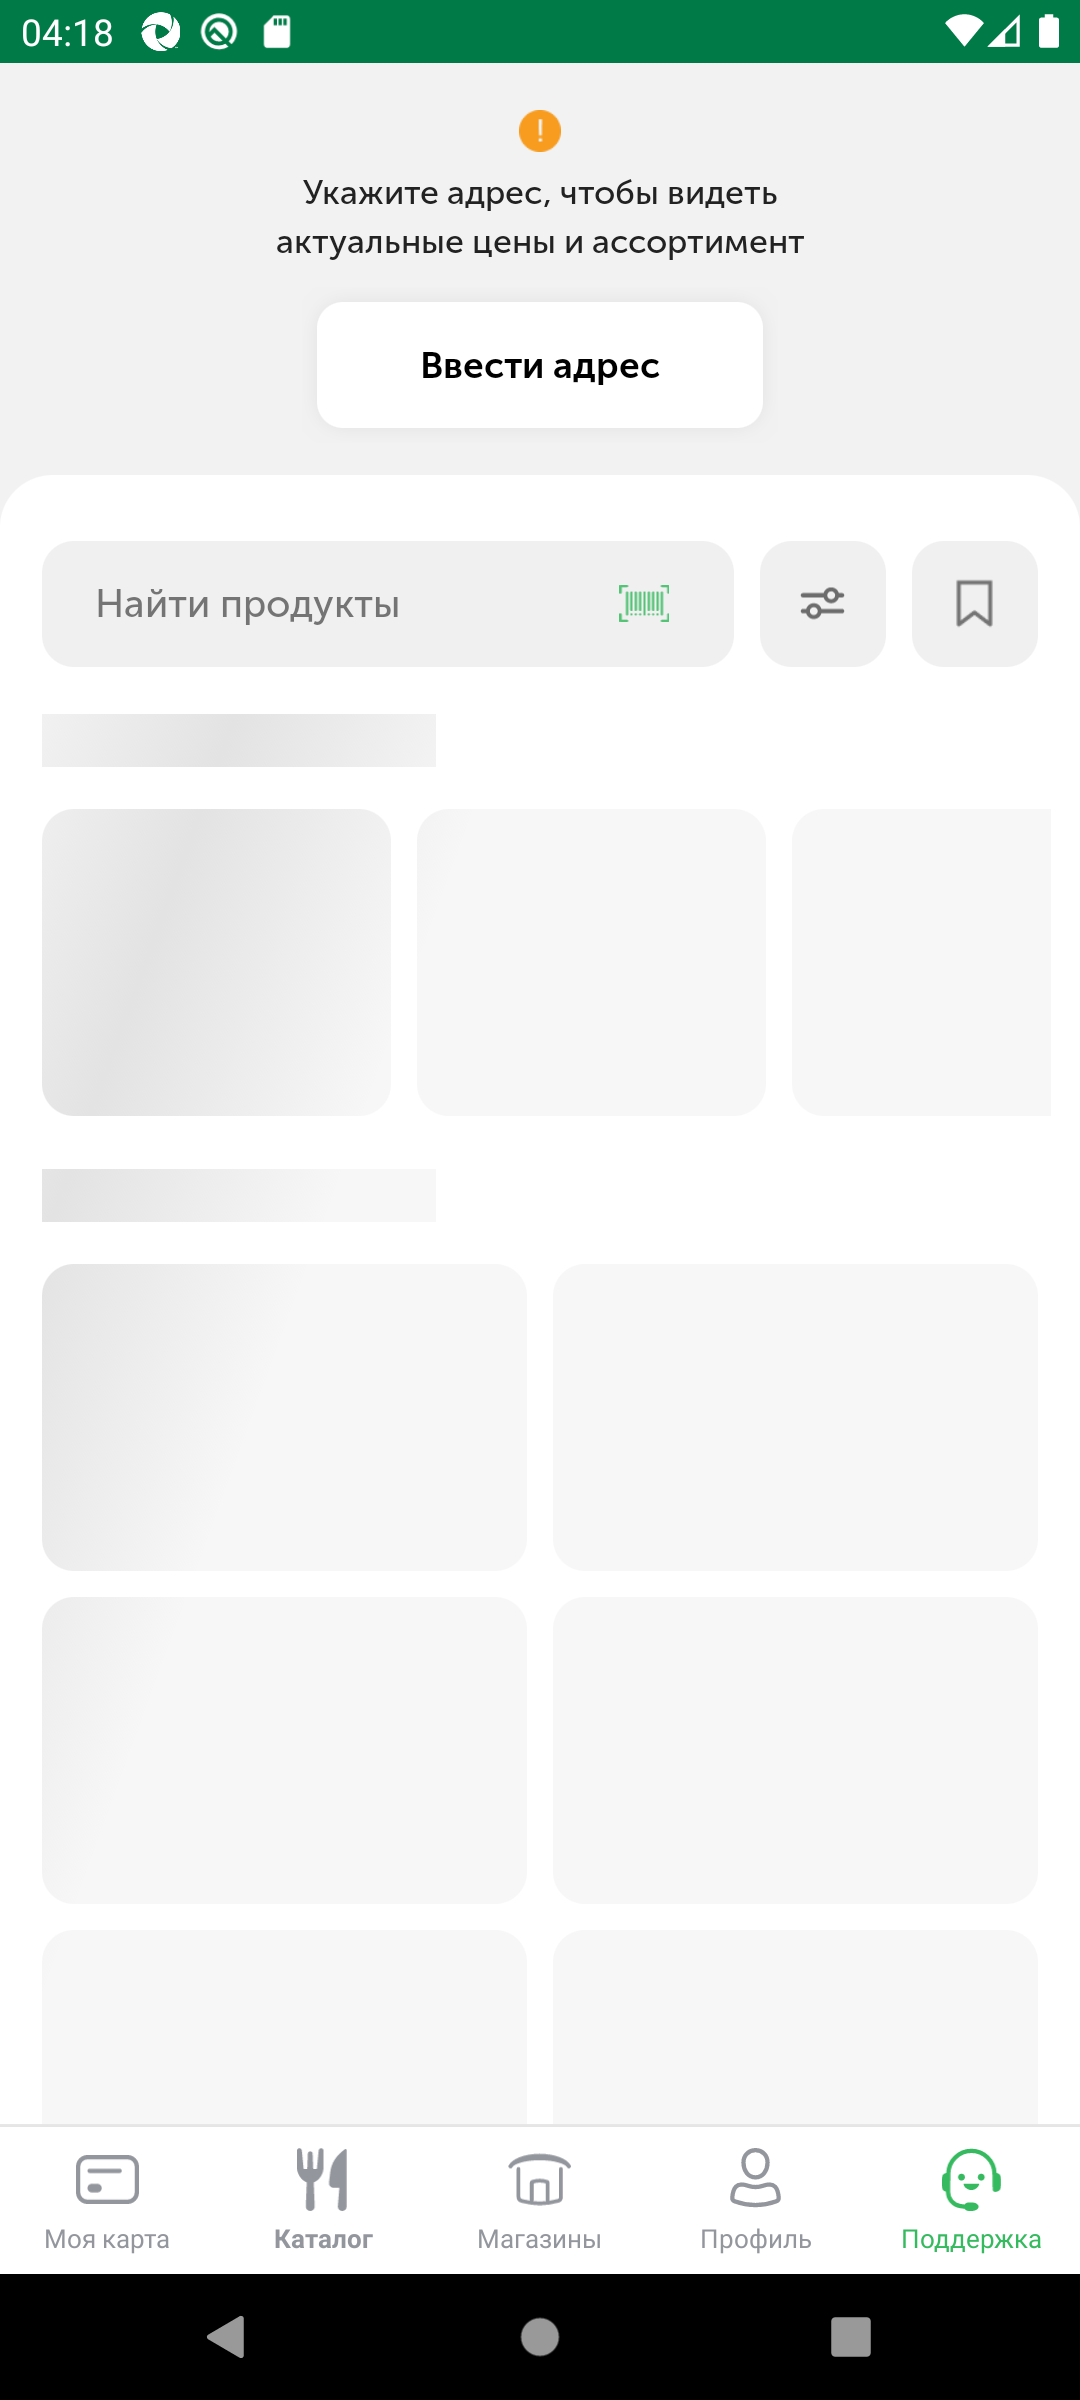 04:18
Укажите адрес, чтобы видеть
актуальные цены и ассортимент
Ввести адрес
Найти продукты
Моя карта
Каталог
Магазины
Профиль
Поддержка